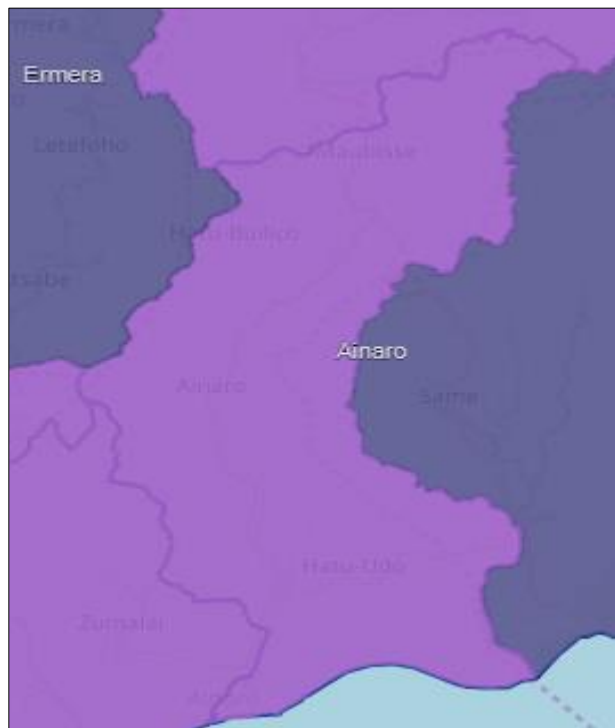 Ermera
Letefoho
Maubisse
Hatu-Builico
Ainaro
Ainaro
Same
Hatu-Udo
Zumalai